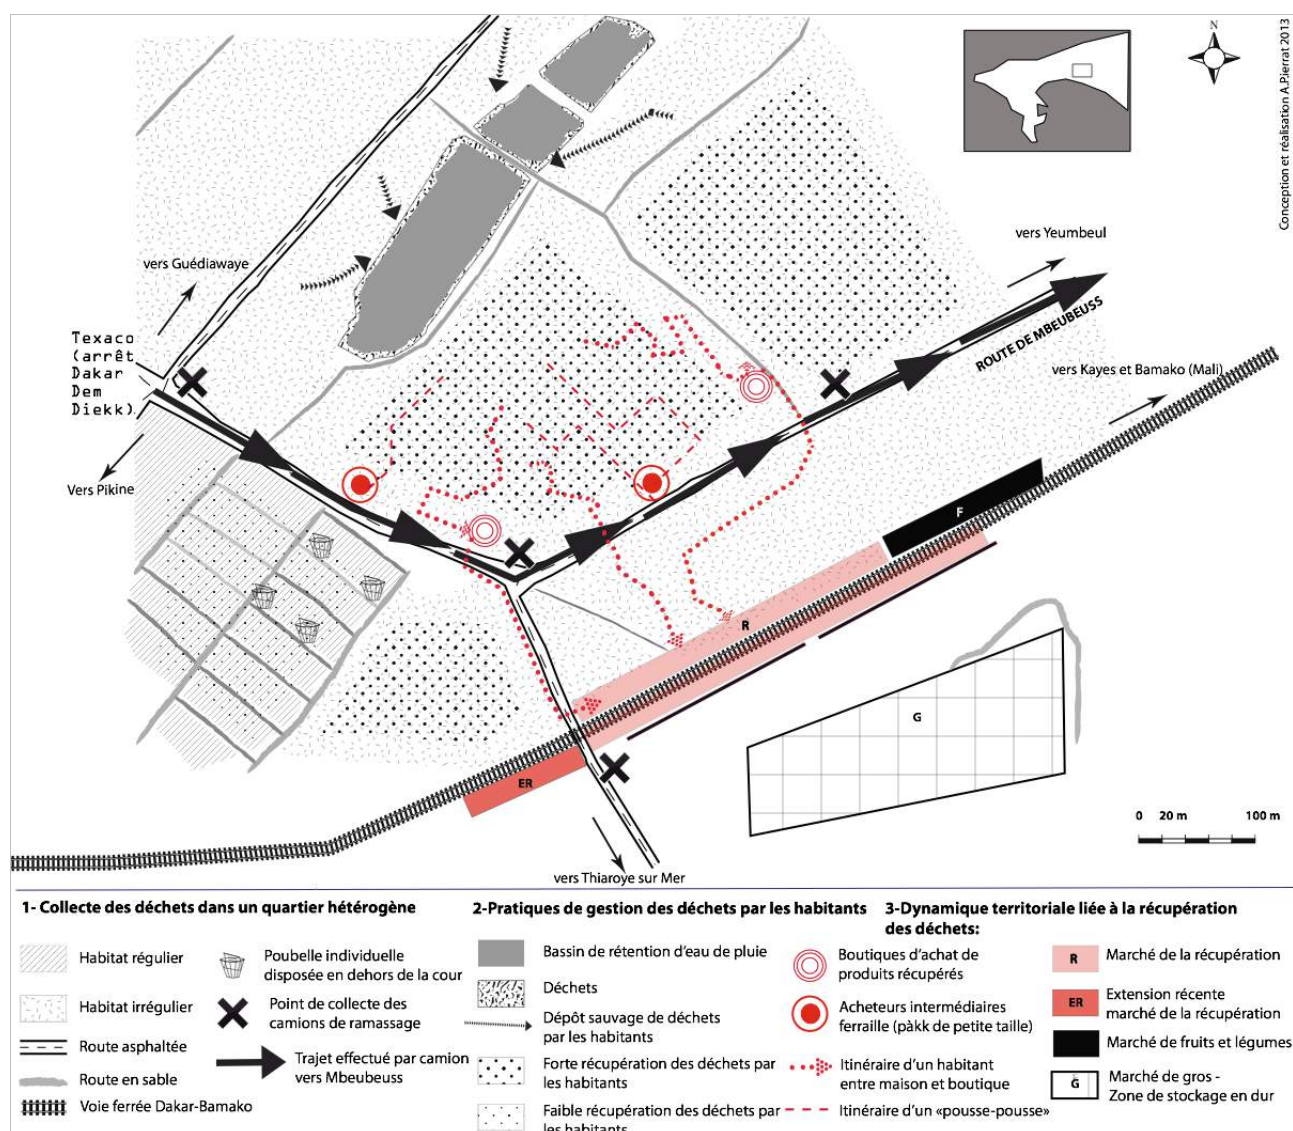 N
Conception et réalisation A.P.ierrat 2013
vers Yeumbeul
vers Guédiawaye
ROUTE DE MBEUBEUSS
Texaco
(arrêt
Dakar
Dem
Diekk)
vers Kayes et Bamako (Mali)
Vers Pikine
F
R
G
ER
0 20 m 100 m
vers Thiaroye sur Mer
1- Collecte des déchets dans un quartier hétérogène
Habitat régulier
Habitat irrégulier
Route asphaltée
Route en sable
Voie ferrée Dakar-Bamako
Poubelle individuelle
disposée en dehors de la cour
Point de collecte des
camions de ramassage
Trajet effectué par camion
vers Mbeubeuss
2-Pratiques de gestion des déchets par les habitants
Bassin de rétention d'eau de pluie
Déchets
Dépôt sauvage de déchets
par les habitants
Forte récupération des déchets par
les habitants
Faible récupération des déchets par
les habitants
3-Dynamique territoriale liée à la récupération
des déchets:
Boutiques d'achat de
produits récupérés
Acheteurs intermédiaires
ferraille (pàkk de petite taille)
Itinéraire d'un habitant
entre maison et boutique
Itinéraire d'un «pousse-pousse»
R
Marché de la récupération
ER
Extension récente
marché de la récupération
Marché de fruits et légumes
G
Marché de gros -
Zone de stockage en dur